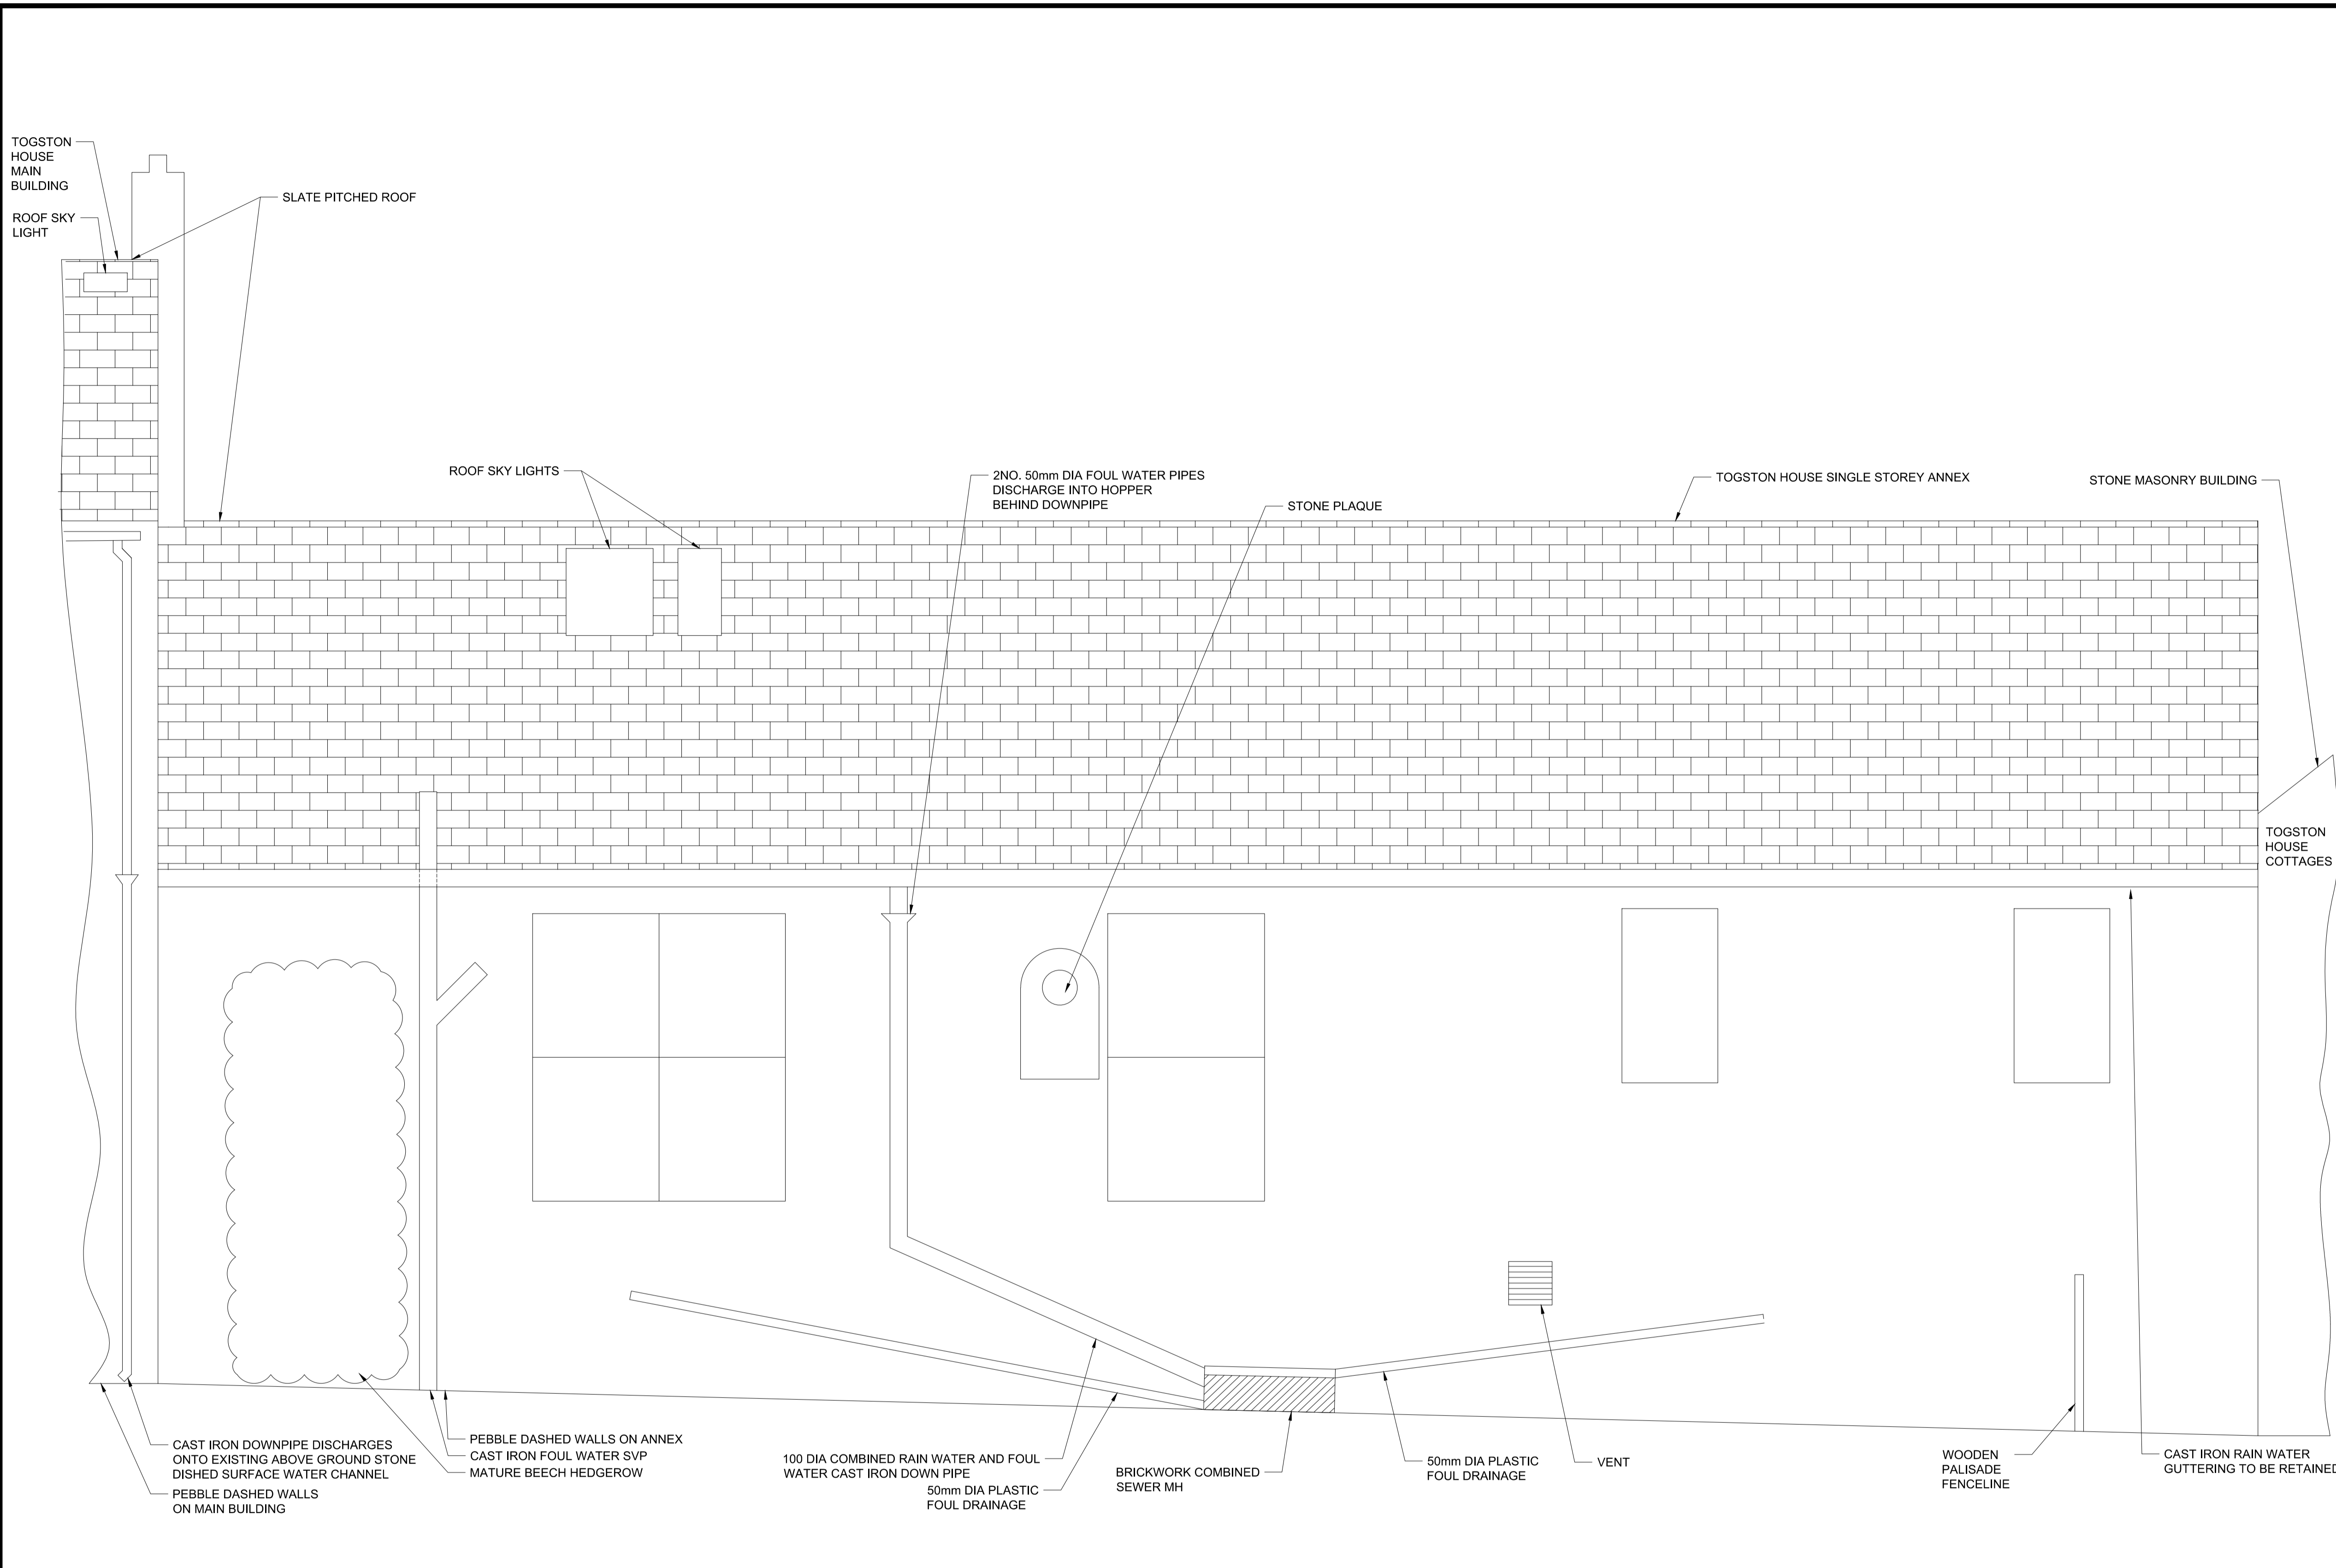 TOGSTON
HOUSE
MAIN
BUILDING
ROOF SKY
LIGHT
SLATE PITCHED ROOF
ROOF SKY LIGHTS
2NO. 50mm DIA FOUL WATER PIPES
DISCHARGE INTO HOPPER
BEHIND DOWNPIPE
STONE PLAQUE
TOGSTON HOUSE SINGLE STOREY ANNEX
STONE MASONRY BUILDING
TOGSTON
HOUSE
COTTAGES
CAST IRON DOWNPIPE DISCHARGES
ONTO EXISTING ABOVE GROUND STONE
DISHED SURFACE WATER CHANNEL
PEBBLE DASHED WALLS
ON MAIN BUILDING
PEBBLE DASHED WALLS ON ANNEX
CAST IRON FOUL WATER SVP
MATURE BEECH HEDGEROW
100 DIA COMBINED RAIN WATER AND FOUL
WATER CAST IRON DOWN PIPE
50mm DIA PLASTIC
FOUL DRAINAGE
BRICKWORK COMBINED
SEWER MH
50mm DIA PLASTIC
FOUL DRAINAGE
VENT
WOODEN
PALISADE
FENCELINE
CAST IRON RAIN WATER
GUTTERING TO BE RETAINED